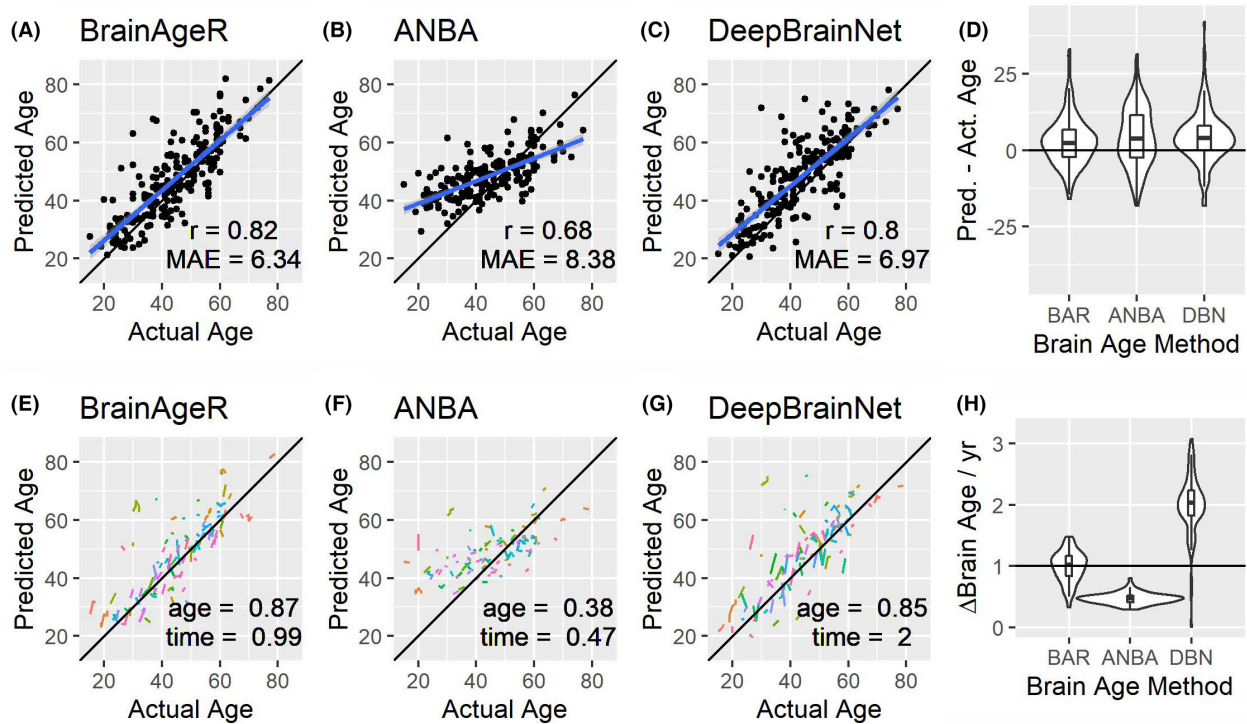 (A) BrainAgeR
Predicted Age
80
60
40
20
r = 0.82
MAE = 6.34
20 40 60 80
Actual Age
(B) ANBA
Predicted Age
80
60
40
20
r = 0.68
MAE = 8.38
20 40 60 80
Actual Age
(C) DeepBrainNet
Predicted Age
80
60
40
20
r = 0.8
MAE = 6.97
20 40 60 80
Actual Age
(D)
Pred. - Act. Age
25
0
-25
BAR ANBA DBN
Brain Age Method
(E) BrainAgeR
Predicted Age
80
60
40
20
age = 0.87
time = 0.99
20 40 60 80
Actual Age
(F) ANBA
Predicted Age
80
60
40
20
age = 0.38
time = 0.47
20 40 60 80
Actual Age
(G) DeepBrainNet
Predicted Age
80
60
40
20
age = 0.85
time = 2
20 40 60 80
Actual Age
(H)
ΔBrain Age / yr
3
2
1
0
BAR ANBA DBN
Brain Age Method